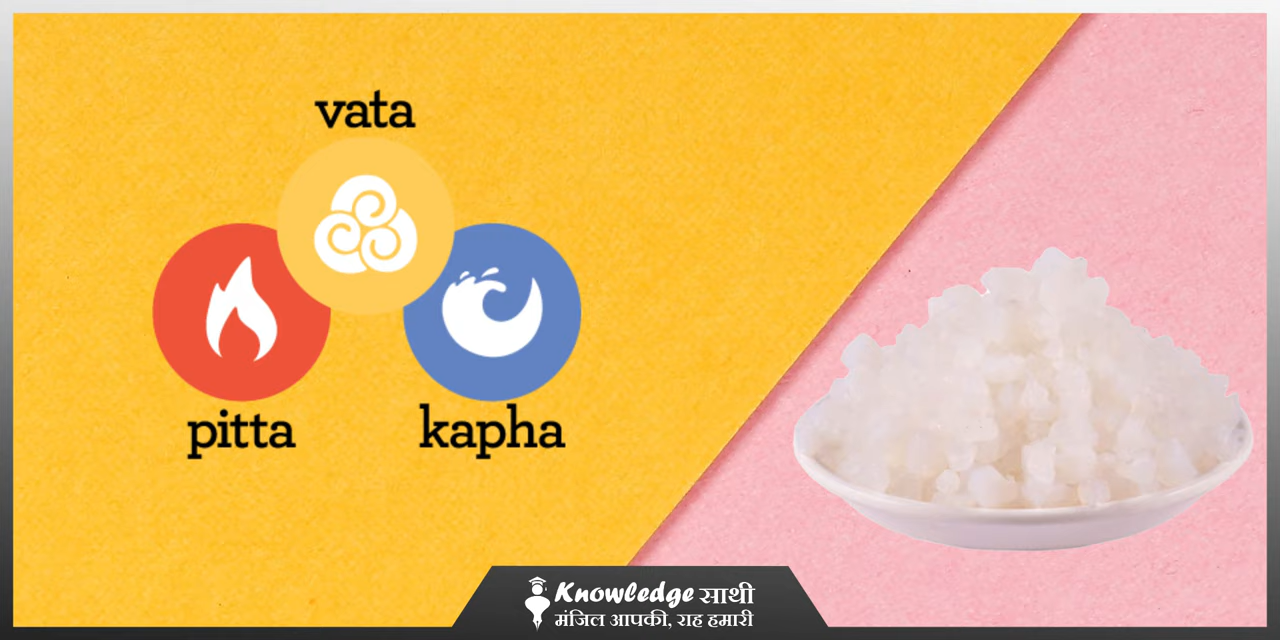 vata
pitta
kapha
Knowledge साथी
मंजिल आपकी, राह हमारी